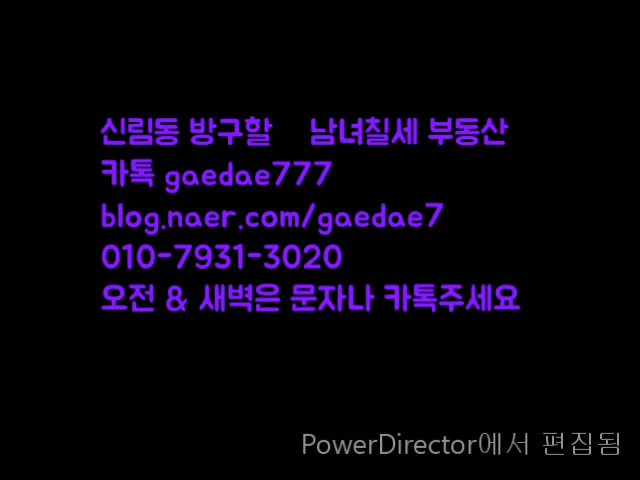 신림동 방구할 남녀칠세 부동산
카톡 gaedae777
blog.naer.com/gaedae7
010-7931-3020
오전 & 새벽은 문자나 카톡주세요
PowerDirector에서 편집됨